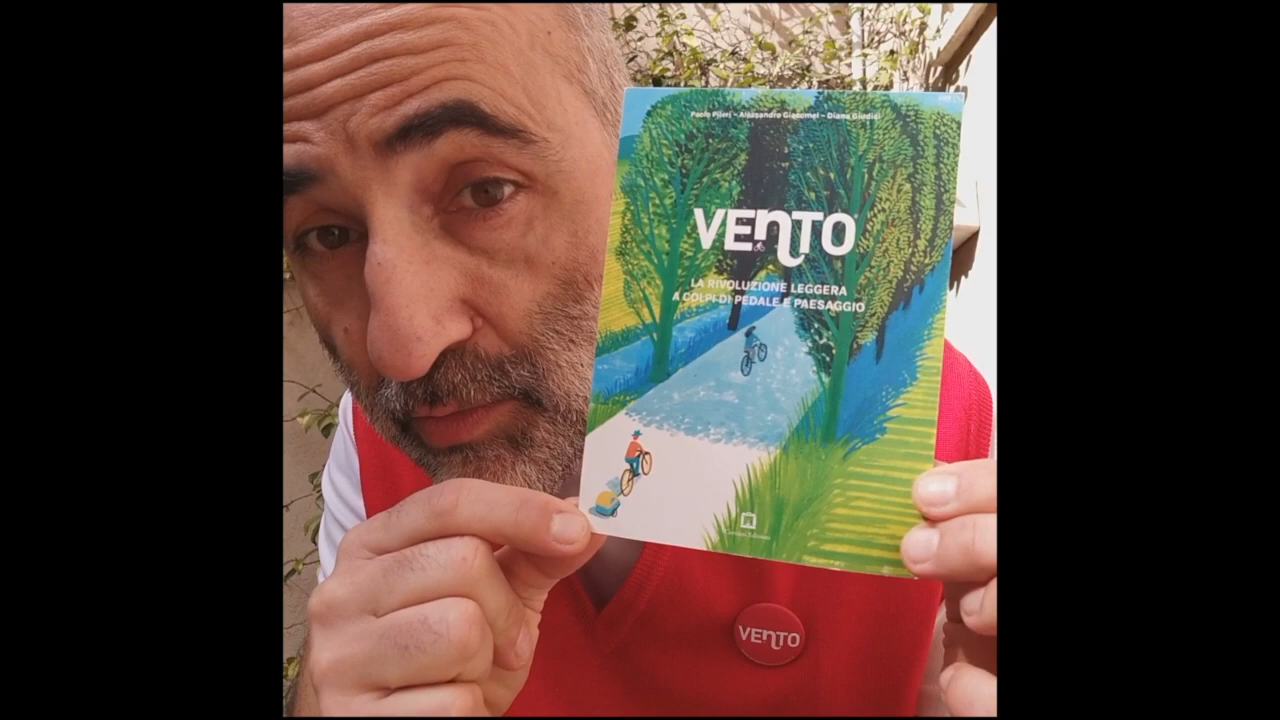 Paolo Pileri – Alessandro Giacomel – Diana Giudici
VENTO
LA RIVOLUZIONE LEGGERA
A COLPI DI PEDALE E PAESAGGIO
VENTO